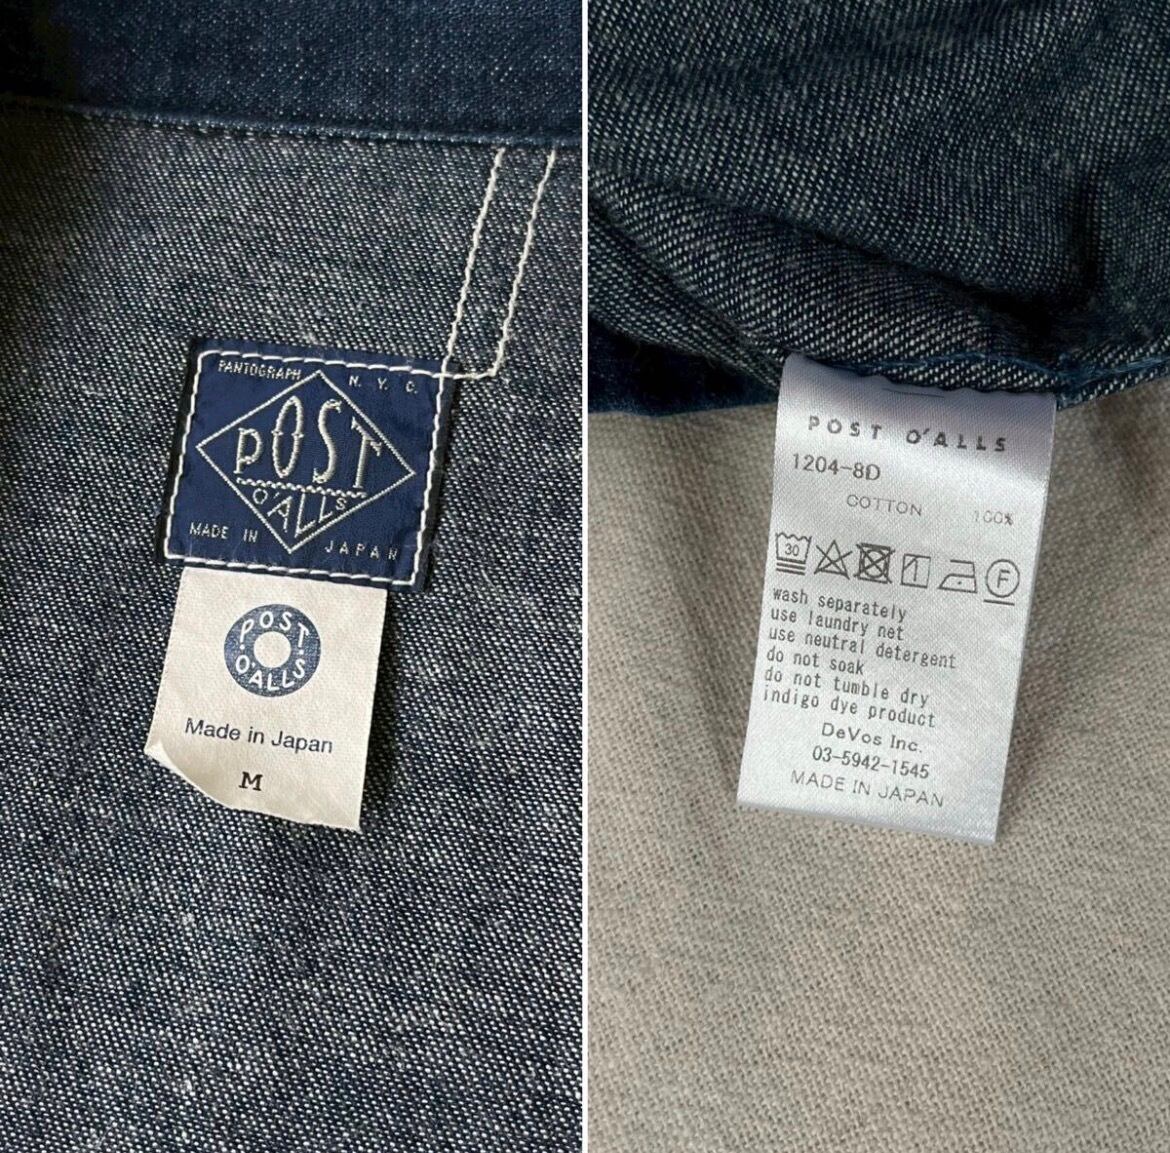 PANTOGRAPH N. Y. C.
POST
O'ALLS
MADE IN JAPAN
POST
O'ALLS
Made in Japan
M
POST O'ALLS
1204-8D
COTTON 100%
30
F
wash separately
use laundry net
use neutral detergent
do not soak
do not tumble dry
indigo dye product
DeVos Inc.
03-5942-1545
MADE IN JAPAN